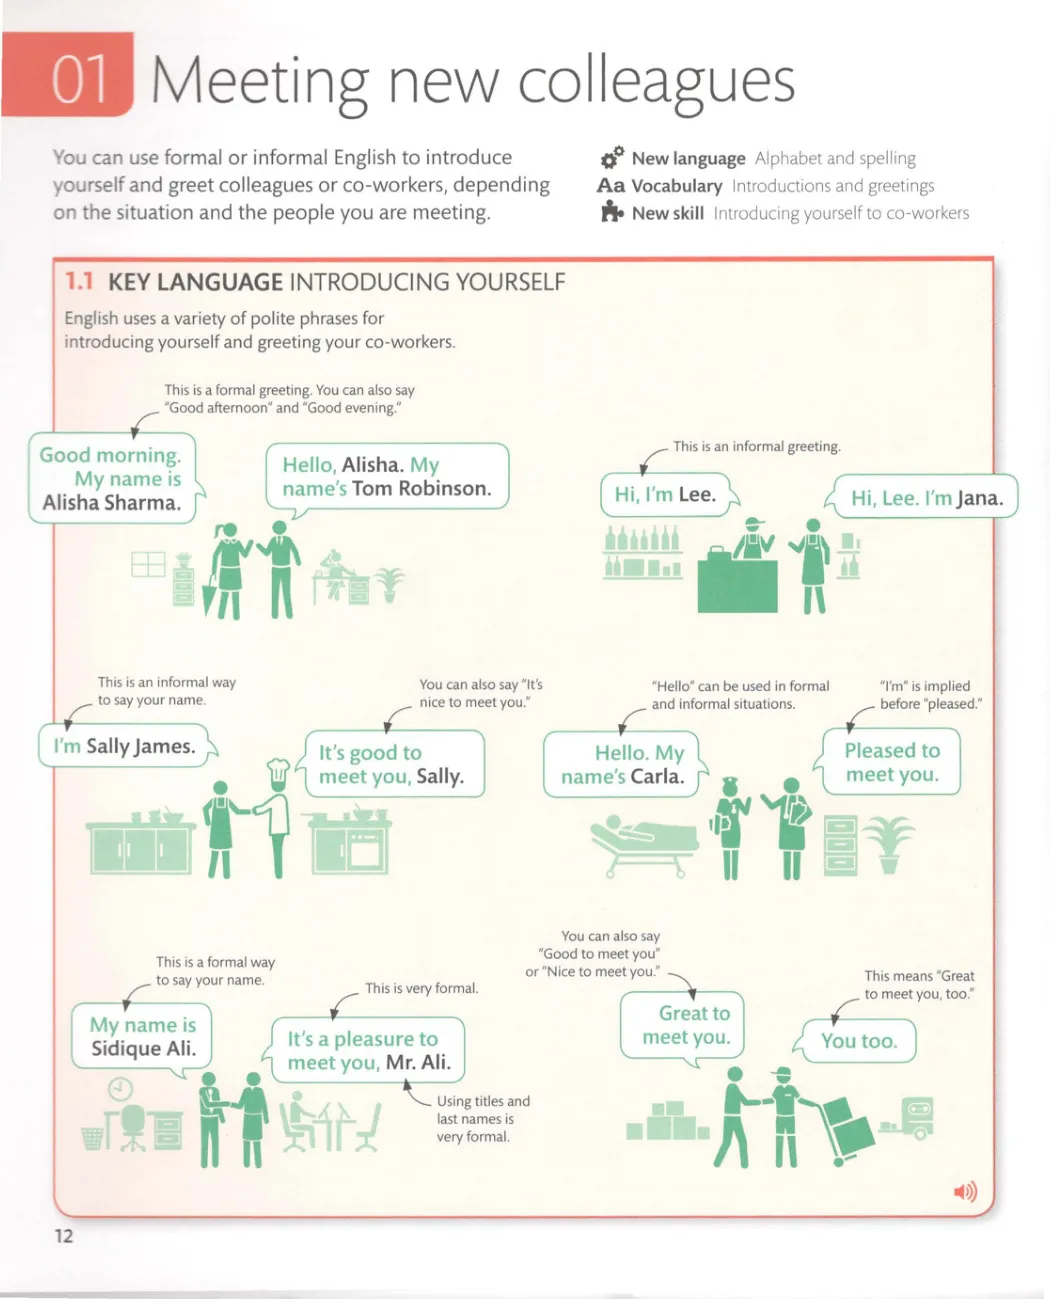 01 Meeting new colleagues
You can use formal or informal English to introduce
yourself and greet colleagues or co-workers, depending
on the situation and the people you are meeting.
New language Alphabet and spelling
Aa Vocabulary Introductions and greetings
New skill Introducing yourself to co-workers
1.1 KEY LANGUAGE INTRODUCING YOURSELF
English uses a variety of polite phrases for
introducing yourself and greeting your co-workers.
This is a formal greeting. You can also say
"Good afternoon" and "Good evening."
Good morning.
My name is
Alisha Sharma.
Hello, Alisha. My
name's Tom Robinson.
This is an informal greeting.
Hi, I'm Lee.
Hi, Lee. I'm Jana.
This is an informal way
to say your name.
I'm Sally James.
You can also say "It's
nice to meet you."
It's good to
meet you, Sally.
"Hello" can be used in formal
and informal situations.
Hello. My
name's Carla.
"I'm" is implied
before "pleased."
Pleased to
meet you.
This is a formal way
to say your name.
My name is
Sidique Ali.
This is very formal.
It's a pleasure to
meet you, Mr. Ali.
Using titles and
last names is
very formal.
You can also say
"Good to meet you"
or "Nice to meet you."
Great to
meet you.
This means "Great
to meet you, too."
You too.
12